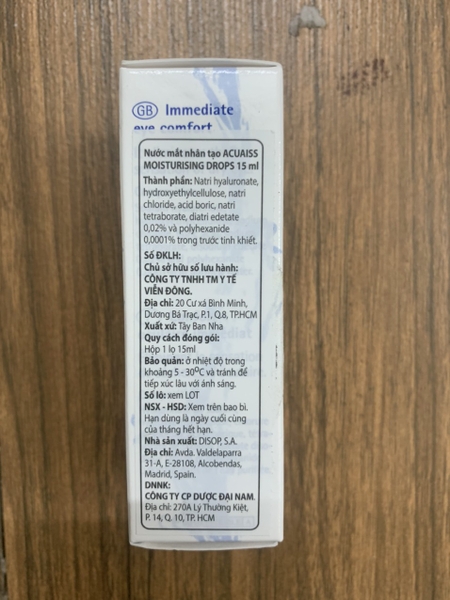 GB Immediate
eye comfort
Nước mắt nhân tạo ACUAISS
MOISTURISING DROPS 15 ml
Thành phần: Natri hyaluronate,
hydroxyethylcellulose, natri
chloride, acid boric, natri
tetraborate, diatri edetate
0,02% và polyhexanide
0,0001% trong trước tinh khiết.
Số ĐKLH:
Chủ sở hữu số lưu hành:
CÔNG TY TNHH TM Y TẾ
VIỄN ĐÔNG.
Địa chỉ: 20 Cư xá Bình Minh,
Dương Bá Trạc, P.1, Q.8, TP.HCM
Xuất xứ: Tây Ban Nha
Quy cách đóng gói:
Hộp 1 lọ 15ml
Bảo quản: ở nhiệt độ trong
khoảng 5 - 30ºC và tránh để
tiếp xúc lâu với ánh sáng.
Số lô: xem LOT
NSX - HSD: Xem trên bao bì.
Hạn dùng là ngày cuối cùng
của tháng hết hạn.
Nhà sản xuất: DISOP, S.A.
Địa chỉ: Avda. Valdelaparra
31-A, E-28108, Alcobendas,
Madrid, Spain.
DNNK:
CÔNG TY CP DƯỢC ĐẠI NAM.
Địa chỉ: 270A Lý Thường Kiệt,
P. 14, Q. 10, TP. HCM